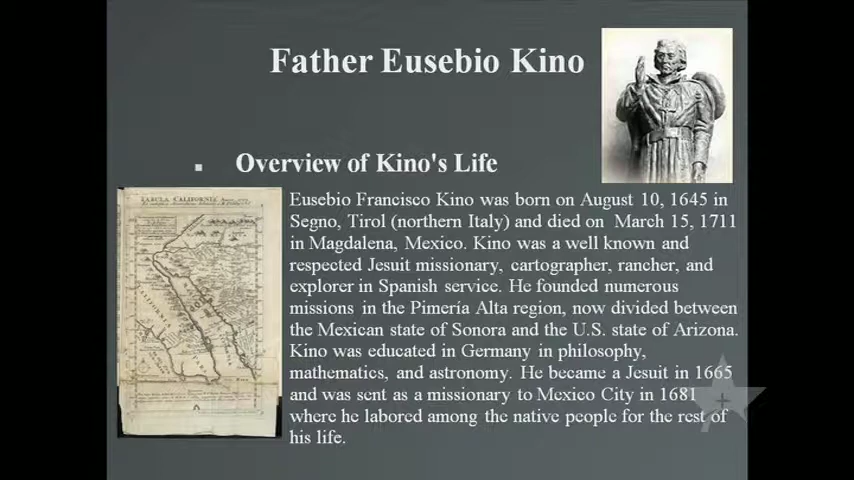 Father Eusebio Kino
Overview of Kino's Life
TABULA CALIFORNIÆ
Eusebio Francisco Kino was born on August 10, 1645 in
Segno, Tirol (northern Italy) and died on March 15, 1711
in Magdalena, Mexico. Kino was a well known and
respected Jesuit missionary, cartographer, rancher, and
explorer in Spanish service. He founded numerous
missions in the Pimería Alta region, now divided between
the Mexican state of Sonora and the U.S. state of Arizona.
Kino was educated in Germany in philosophy,
mathematics, and astronomy. He became a Jesuit in 1665
and was sent as a missionary to Mexico City in 1681
where he labored among the native people for the rest of
his life.